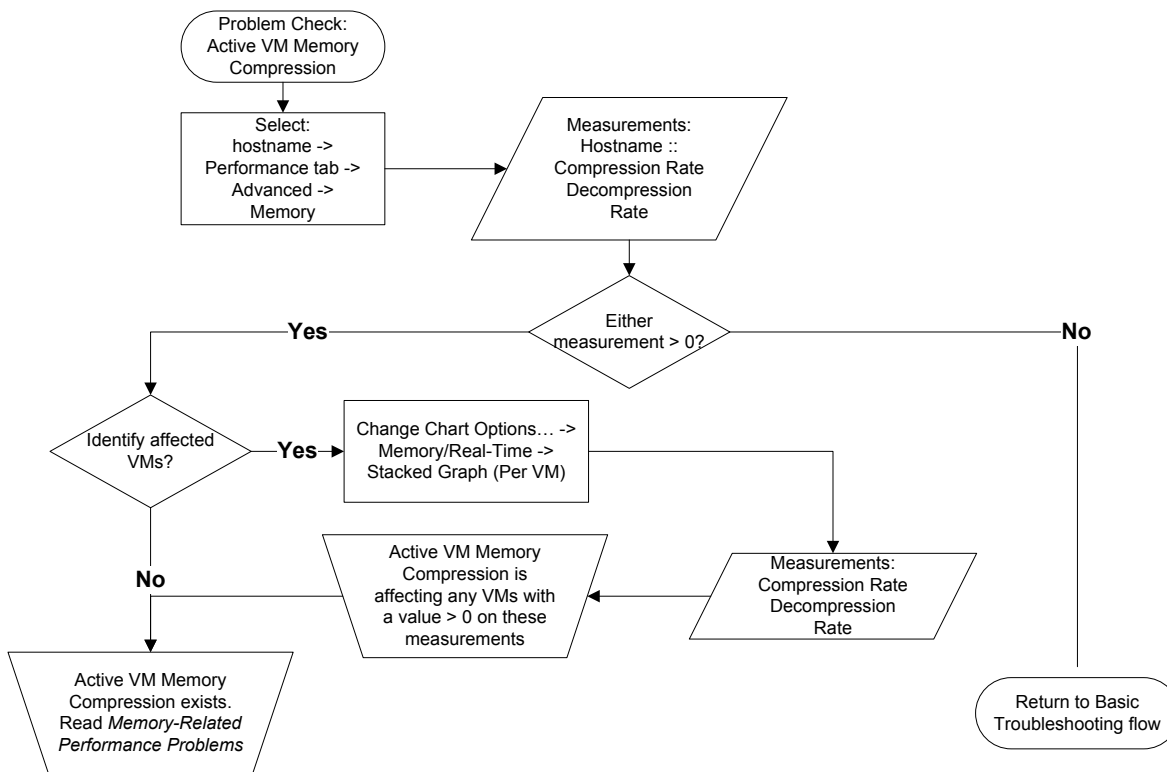 Problem Check:
Active VM Memory
Compression
Select:
hostname ->
Performance tab ->
Advanced ->
Memory
Measurements:
Hostname ::
Compression Rate
Decompression
Rate
Either
measurement > 0?
Yes
No
Identify affected
VMs?
Yes
Change Chart Options… ->
Memory/Real-Time ->
Stacked Graph (Per VM)
No
Active VM Memory
Compression is
affecting any VMs with
a value > 0 on these
measurements
Measurements:
Compression Rate
Decompression
Rate
Active VM Memory
Compression exists.
Read Memory-Related
Performance Problems
Return to Basic
Troubleshooting flow